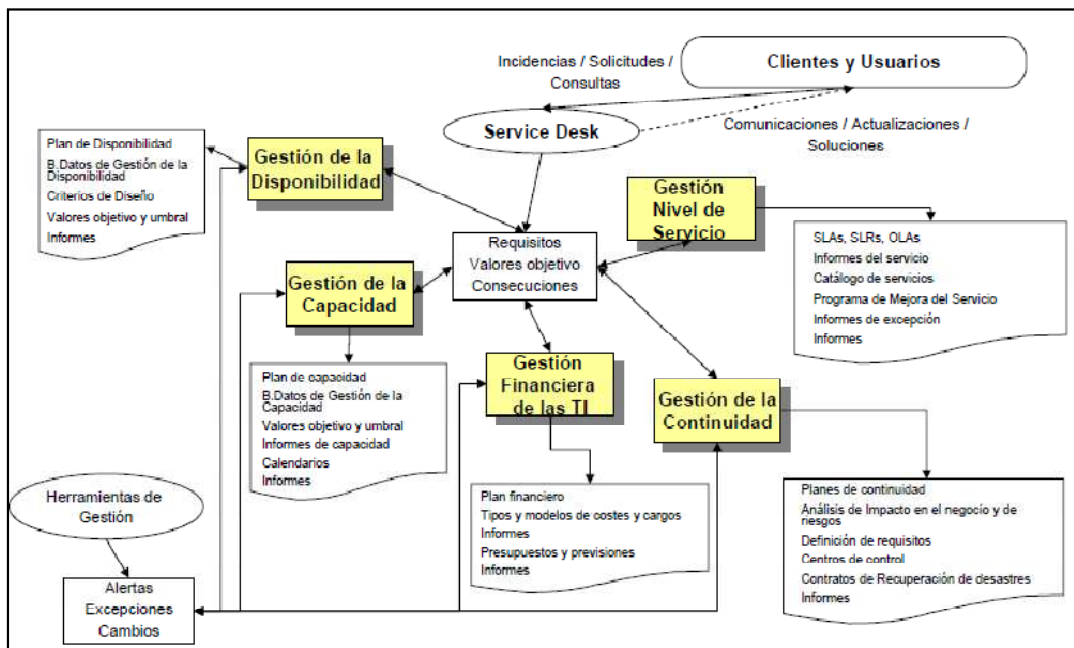 Clientes y Usuarios
Incidencias / Solicitudes /
Consultas
Service Desk
Comunicaciones / Actualizaciones /
Soluciones
Plan de Disponibilidad
B.Datos de Gestión de la
Disponibilidad
Criterios de Diseño
Valores objetivo y umbral
Informes
Gestión de la
Disponibilidad
Gestión
Nivel de
Servicio
Requisitos
Valores objetivo
Consecuciones
SLAs, SLRs, OLAs
Informes del servicio
Catálogo de servicios
Programa de Mejora del Servicio
Informes de excepción
Informes
Gestión de la
Capacidad
Plan de capacidad
B.Datos de Gestión de la
Capacidad
Valores objetivo y umbral
Informes de capacidad
Calendarios
Informes
Gestión
Financiera
de las TI
Gestión de la
Continuidad
Herramientas de
Gestión
Plan financiero
Tipos y modelos de costes y cargos
Informes
Presupuestos y previsiones
Informes
Planes de continuidad
Análisis de Impacto en el negocio y de
riesgos
Definición de requisitos
Centros de control
Contratos de Recuperación de desastres
Informes
Alertas
Excepciones
Cambios